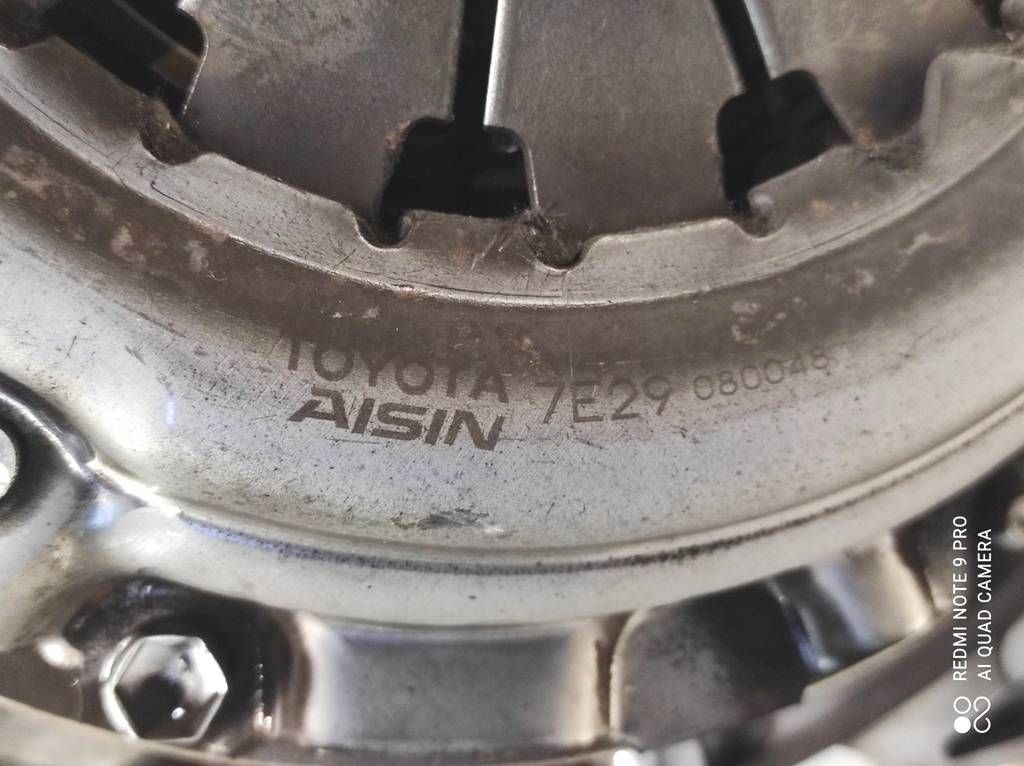 TOYOTA 7E29 080048
AISIN
REDMI NOTE 9 PRO
AI QUAD CAMERA